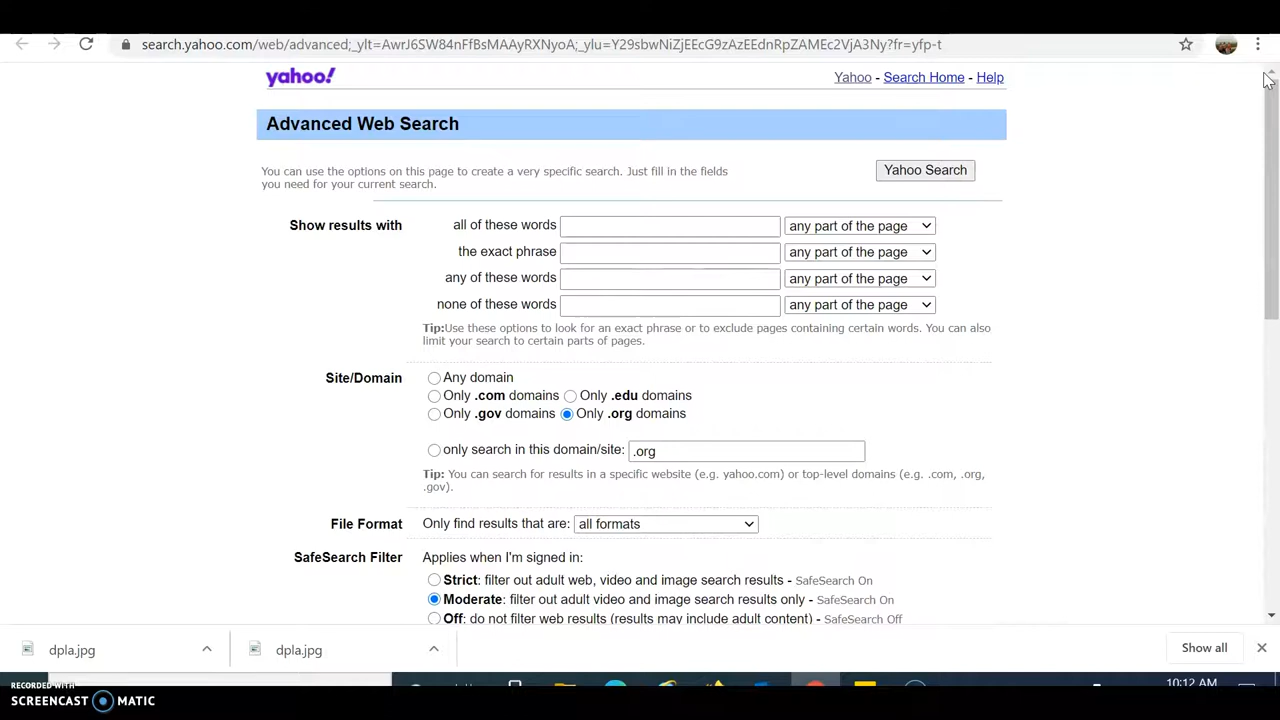 search.yahoo.com/web/advanced;_ylt=AwrJ6SW84nFfBsMAAyRXNyoA;_ylu=Y29sbwNiZjEEcG9zAzEEdnRpZAMEc2VjA3Ny?fr=yfp-t
yahoo!
Yahoo - Search Home - Help
Advanced Web Search
You can use the options on this page to create a very specific search. Just fill in the fields
you need for your current search.
Yahoo Search
Show results with all of these words any part of the page
the exact phrase any part of the page
any of these words any part of the page
none of these words any part of the page
Tip:Use these options to look for an exact phrase or to exclude pages containing certain words. You can also
limit your search to certain parts of pages.
Site/Domain Any domain
Only .com domains Only .edu domains
Only .gov domains Only .org domains
only search in this domain/site: .org
Tip: You can search for results in a specific website (e.g. yahoo.com) or top-level domains (e.g. .com, .org,
.gov).
File Format Only find results that are: all formats
SafeSearch Filter Applies when I'm signed in:
Strict: filter out adult web, video and image search results - SafeSearch On
Moderate: filter out adult video and image search results only - SafeSearch On
Off: do not filter web results (results may include adult content) - SafeSearch Off
dpla.jpg dpla.jpg Show all
10:12 AM
RECORDED WITH
SCREENCAST MATIC